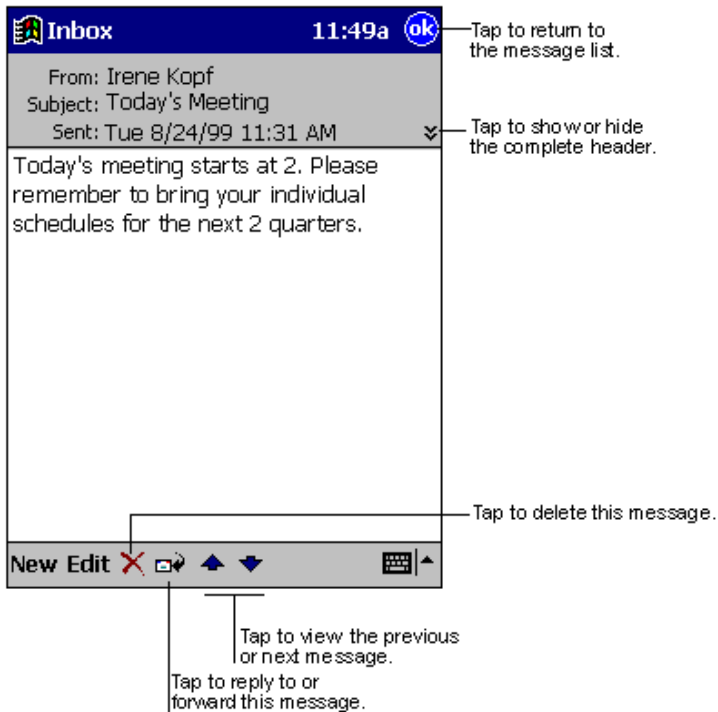 Inbox 11:49a ok
Tap to return to
the message list.
From: Irene Kopf
Subject: Today's Meeting
Sent: Tue 8/24/99 11:31 AM
Tap to show or hide
the complete header.
Today's meeting starts at 2. Please
remember to bring your individual
schedules for the next 2 quarters.
Tap to delete this message.
New Edit
Tap to view the previous
or next message.
Tap to reply to or
forward this message.